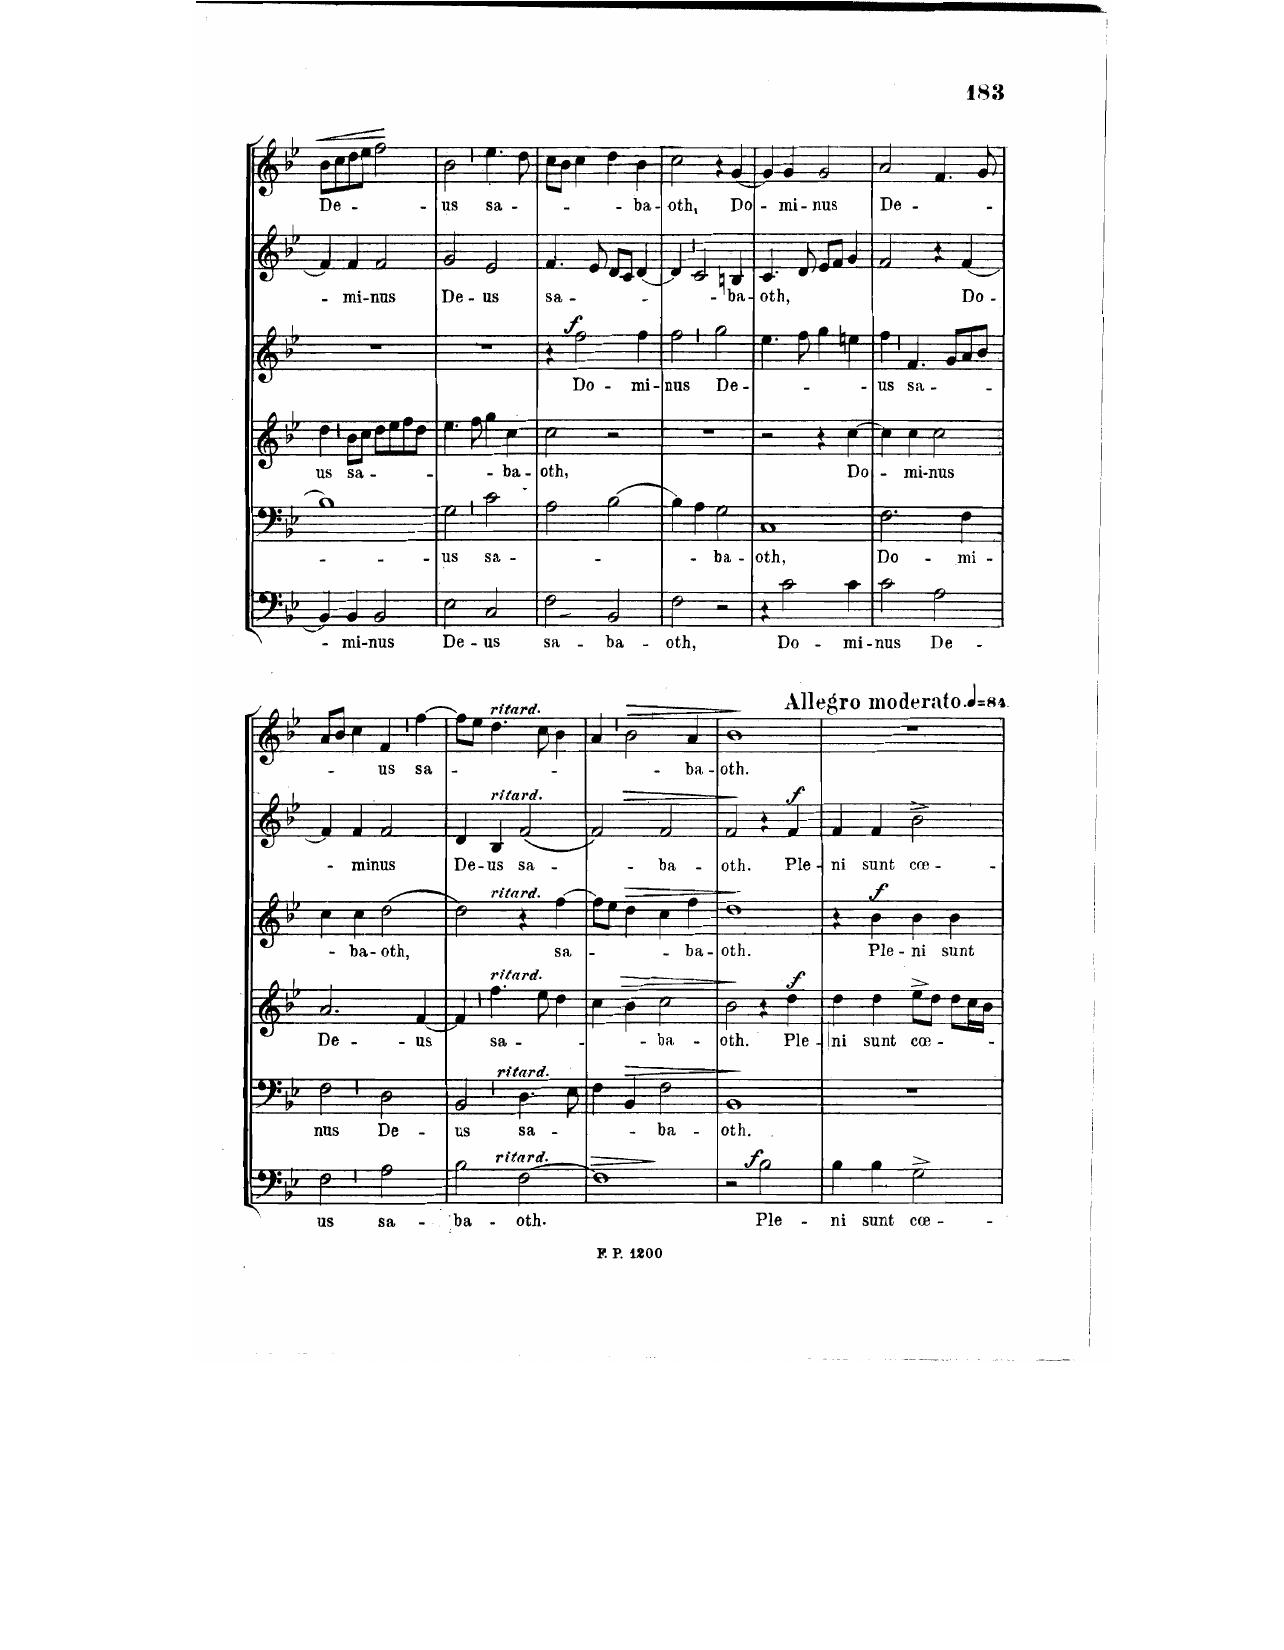 183
De - - us sa - - - ba - oth, Do - mi - nus De - -
- mi-nus De - us sa - - - ba - oth, Do -
f
Do - mi - nus De - - - us sa - -
us sa - - - ba - oth, Do - mi-nus
- - - us sa - - - ba - oth, Do - mi -
- mi-nus De - us sa - ba - oth, Do - mi - nus De -
Allegro moderato. ♩=84.
ritard.
- us sa - - - ba - oth.
ritard. f
- minus De-us sa - - ba - oth. Ple - ni sunt cœ - -
ritard. f
- ba - oth, sa - - ba - oth. Ple - ni sunt
ritard. f
De - - us sa - - - ba - oth. Ple - ni sunt cœ - -
ritard.
nus De - us sa - - ba - oth.
ritard. f
us sa - ba - oth. Ple - ni sunt cœ - -
F. P. 1200